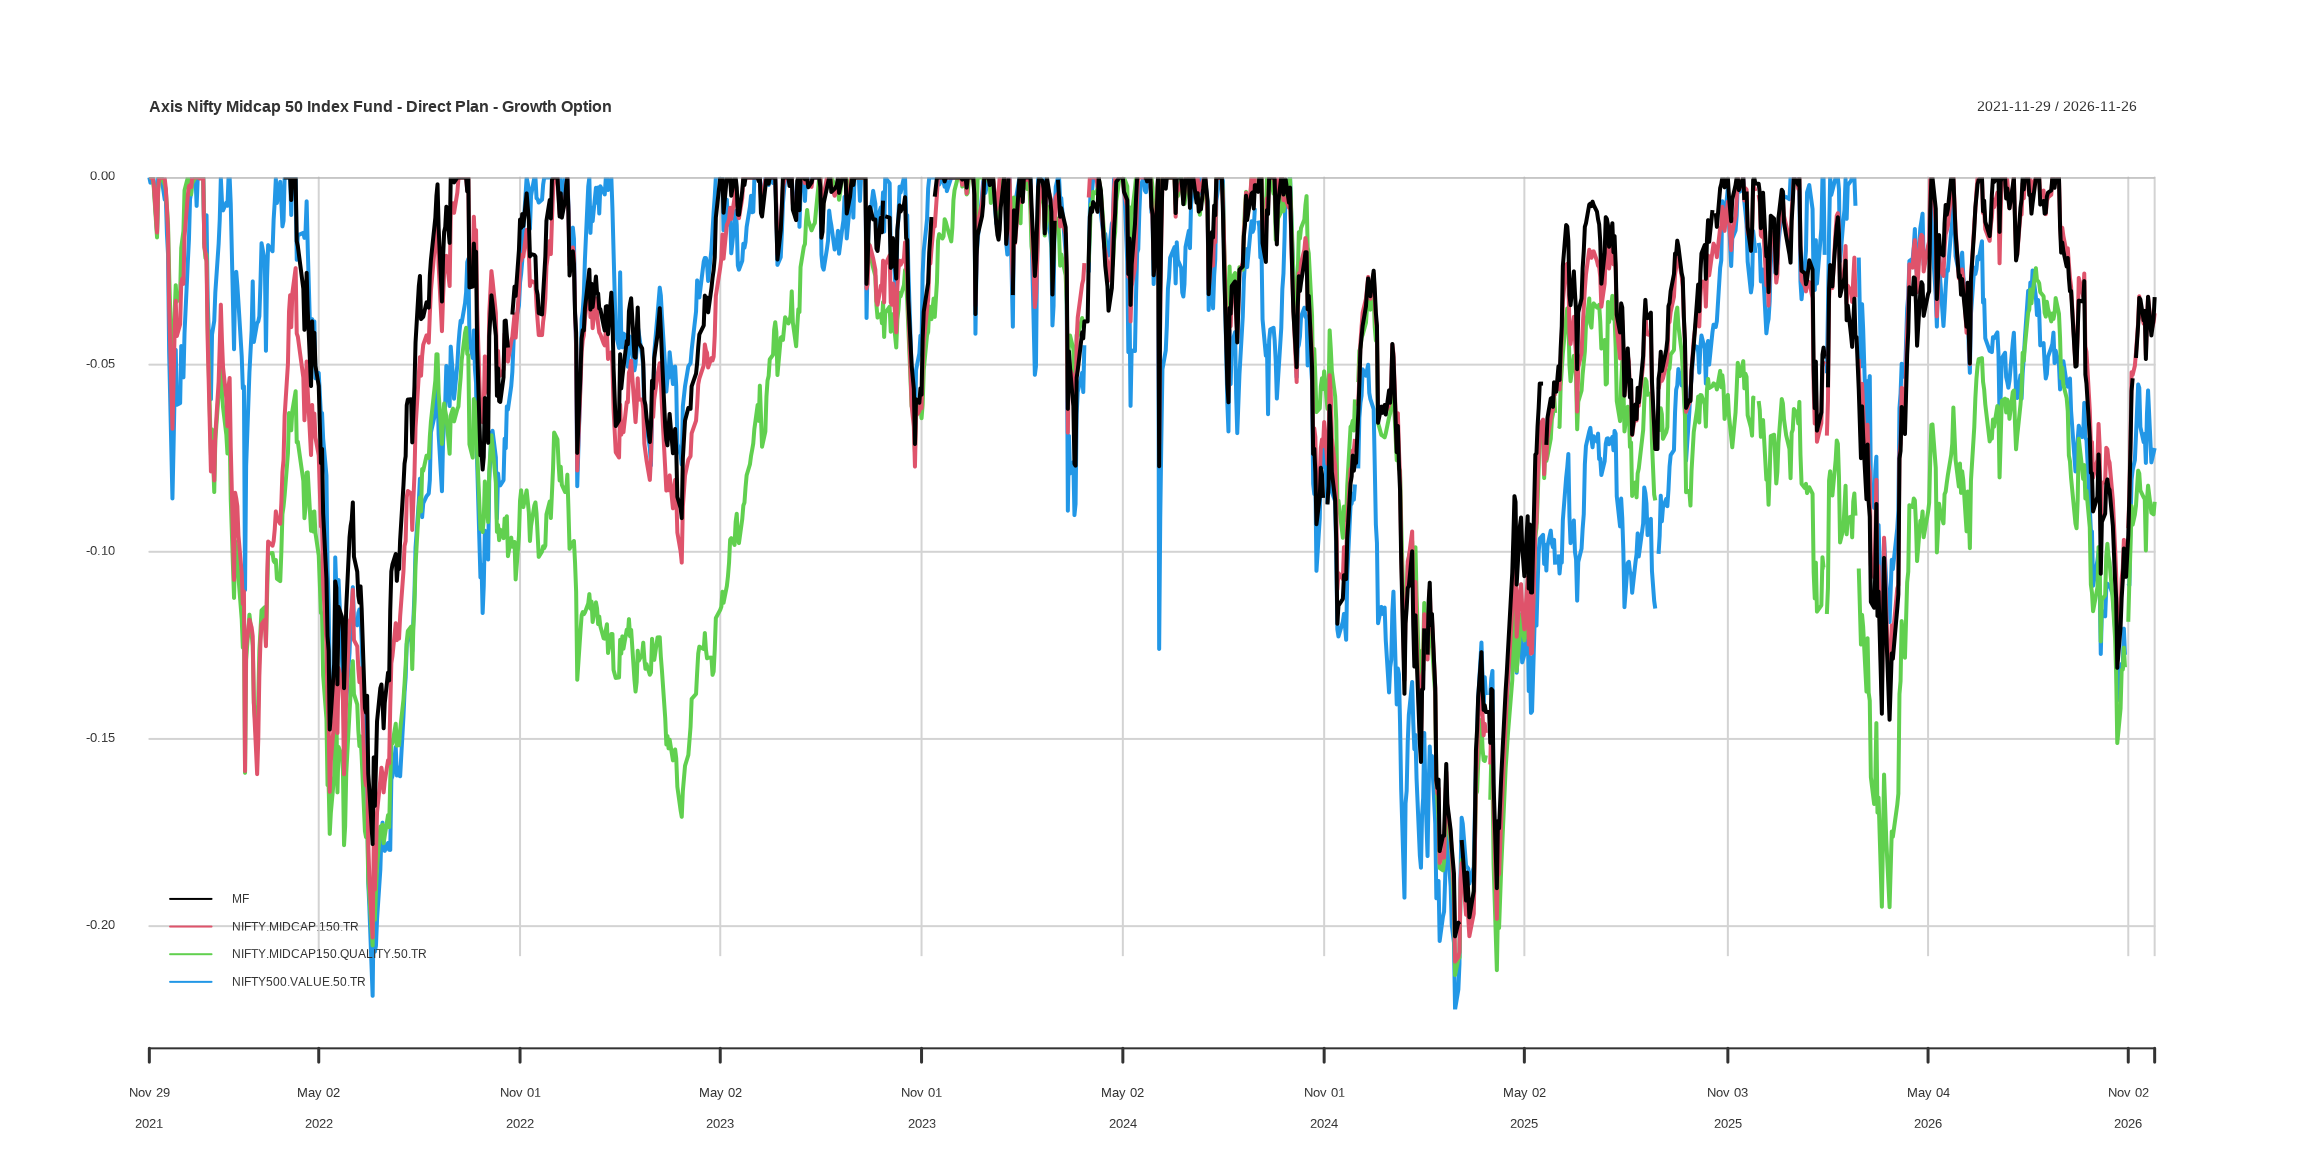 Axis Nifty Midcap 50 Index Fund - Direct Plan - Growth Option
2021-11-29 / 2026-11-26
0.00
-0.05
-0.10
-0.15
-0.20
MF
NIFTY.MIDCAP.150.TR
NIFTY.MIDCAP150.QUALITY.50.TR
NIFTY500.VALUE.50.TR
Nov 29 May 02 Nov 01 May 02 Nov 01 May 02 Nov 01 May 02 Nov 03 May 04 Nov 02
2021 2022 2022 2023 2023 2024 2024 2025 2025 2026 2026